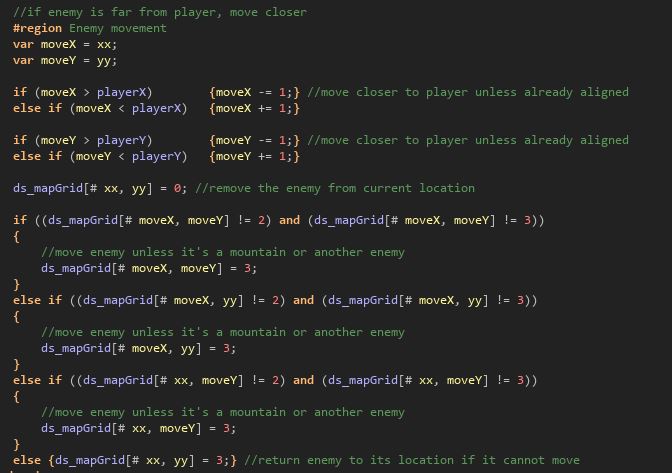 //if enemy is far from player, move closer
#region Enemy movement
var moveX = xx;
var moveY = yy;
if (moveX > playerX) {moveX -= 1;} //move closer to player unless already aligned
else if (moveX < playerX) {moveX += 1;}
if (moveY > playerY) {moveY -= 1;} //move closer to player unless already aligned
else if (moveY < playerY) {moveY += 1;}
ds_mapGrid[# xx, yy] = 0; //remove the enemy from current location
if ((ds_mapGrid[# moveX, moveY] != 2) and (ds_mapGrid[# moveX, moveY] != 3))
{
//move enemy unless it's a mountain or another enemy
ds_mapGrid[# moveX, moveY] = 3;
}
else if ((ds_mapGrid[# moveX, yy] != 2) and (ds_mapGrid[# moveX, yy] != 3))
{
//move enemy unless it's a mountain or another enemy
ds_mapGrid[# moveX, yy] = 3;
}
else if ((ds_mapGrid[# xx, moveY] != 2) and (ds_mapGrid[# xx, moveY] != 3))
{
//move enemy unless it's a mountain or another enemy
ds_mapGrid[# xx, moveY] = 3;
}
else {ds_mapGrid[# xx, yy] = 3;} //return enemy to its location if it cannot move